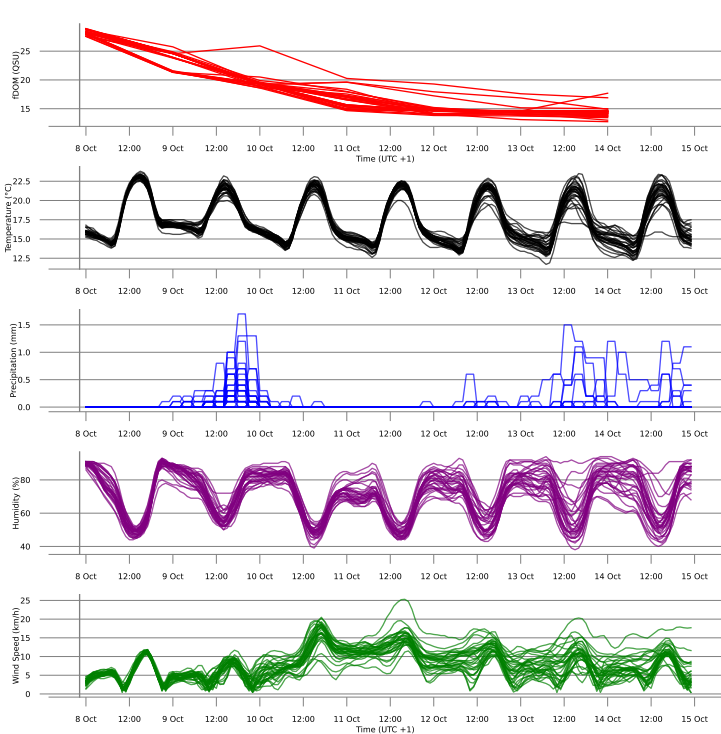 25
20
15
fDOM (QSU)
8 Oct 12:00 9 Oct 12:00 10 Oct 12:00 11 Oct 12:00 12 Oct 12:00 13 Oct 12:00 14 Oct 12:00 15 Oct
Time (UTC +1)
22.5
20.0
17.5
15.0
12.5
Temperature (°C)
8 Oct 12:00 9 Oct 12:00 10 Oct 12:00 11 Oct 12:00 12 Oct 12:00 13 Oct 12:00 14 Oct 12:00 15 Oct
1.5
1.0
0.5
0.0
Precipitation (mm)
8 Oct 12:00 9 Oct 12:00 10 Oct 12:00 11 Oct 12:00 12 Oct 12:00 13 Oct 12:00 14 Oct 12:00 15 Oct
80
60
40
Humidity (%)
8 Oct 12:00 9 Oct 12:00 10 Oct 12:00 11 Oct 12:00 12 Oct 12:00 13 Oct 12:00 14 Oct 12:00 15 Oct
25
20
15
10
5
0
Wind Speed (km/h)
8 Oct 12:00 9 Oct 12:00 10 Oct 12:00 11 Oct 12:00 12 Oct 12:00 13 Oct 12:00 14 Oct 12:00 15 Oct
Time (UTC +1)